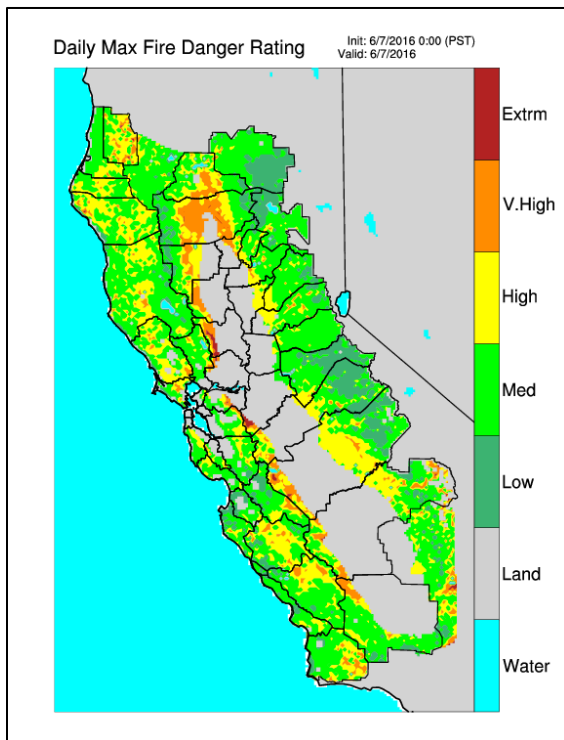 Daily Max Fire Danger Rating
Init: 6/7/2016 0:00 (PST)
Valid: 6/7/2016
Extrm
V.High
High
Med
Low
Land
Water